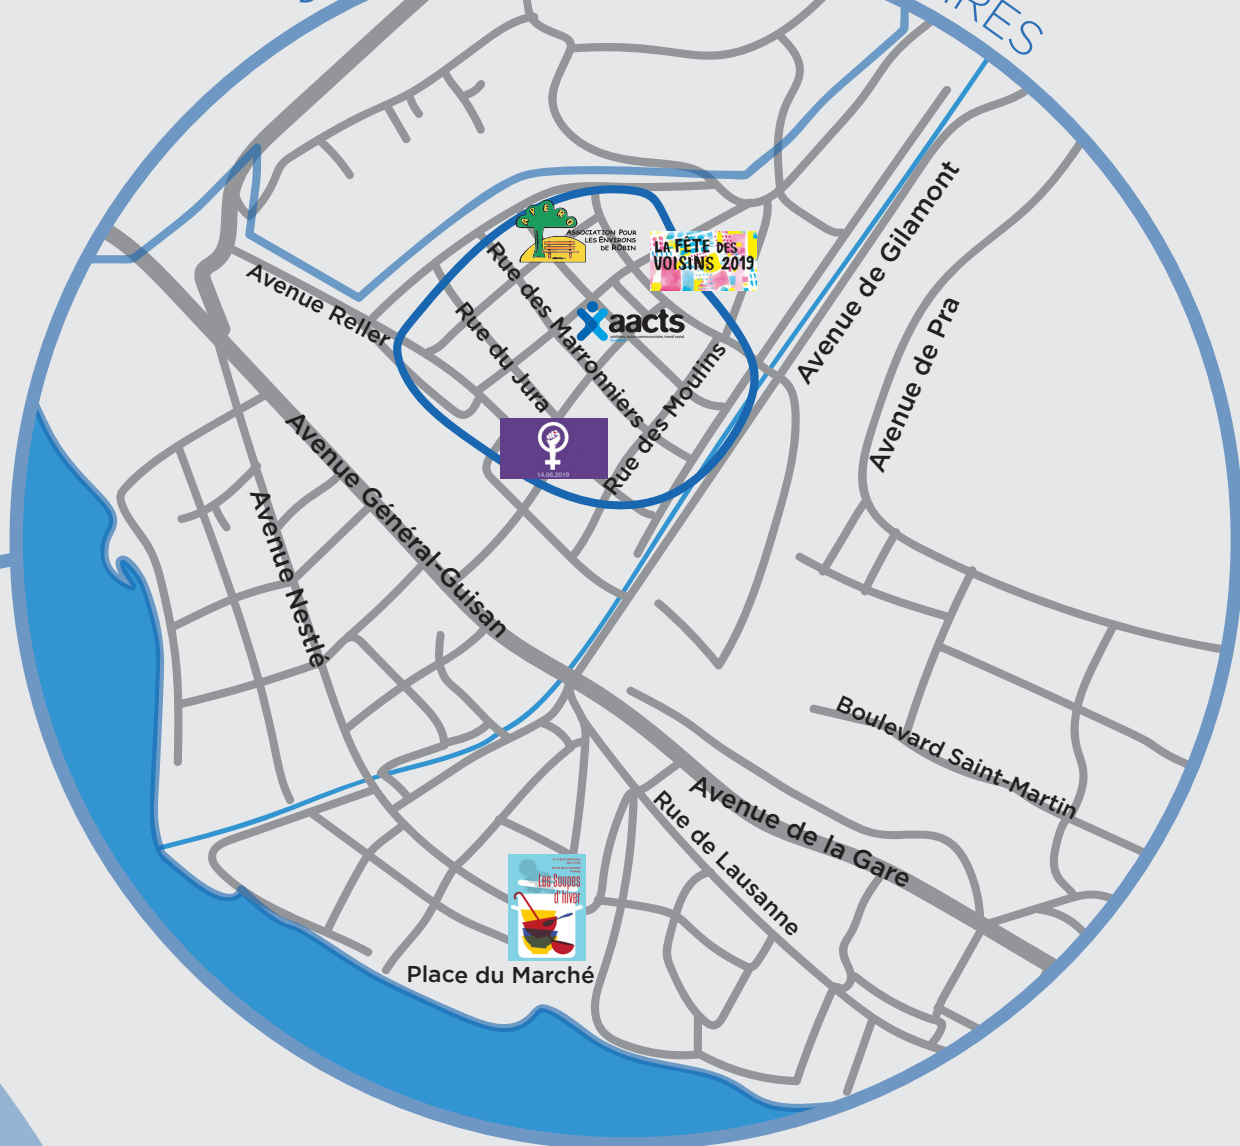 IRES
APERO
ASSOCIATION POUR
LES ENVIRONS
DE ROBIN
LA FÊTE DES
VOISINS 2019
Avenue de Gilamont
Rue des Marronniers
Avenue Reller
aacts
Rue du Jura
Avenue de Pra
Rue des Moulins
14.06.2019
Avenue Général-Guisan
Avenue Nestlé
Boulevard Saint-Martin
Avenue de la Gare
Rue de Lausanne
Les Soupes
d'hiver
Place du Marché